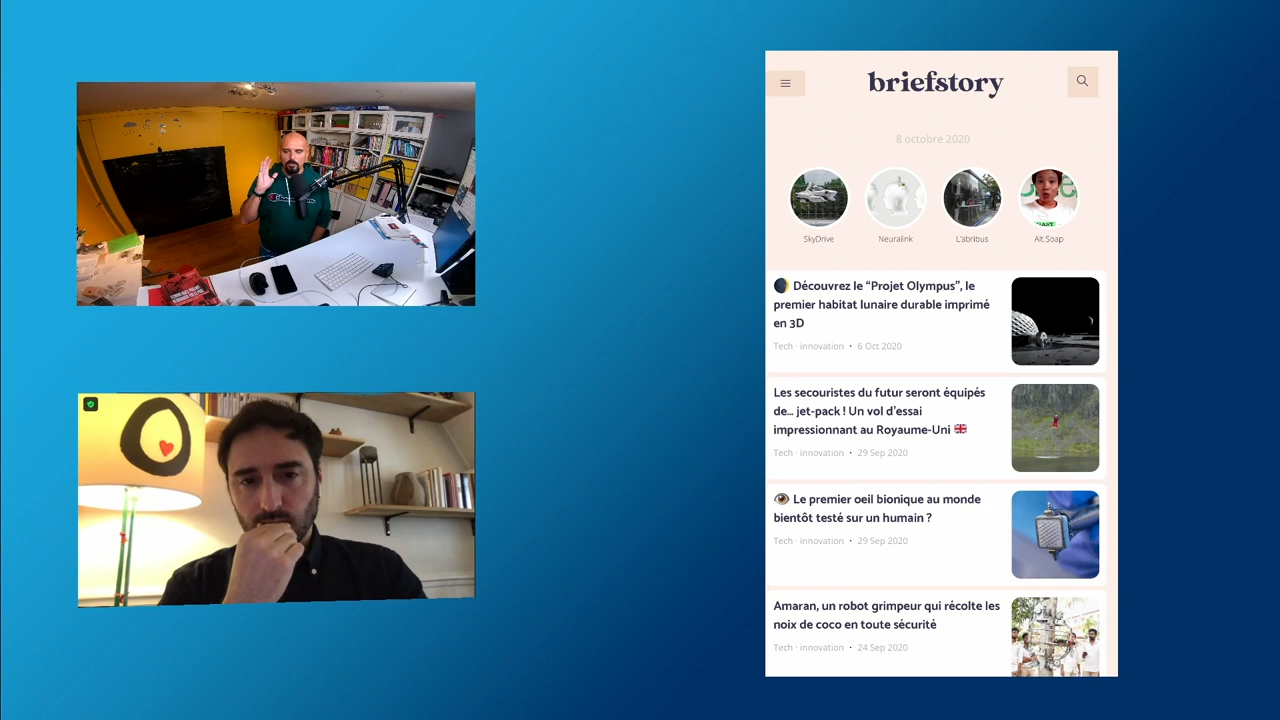 briefstory
8 octobre 2020
SkyDrive
Neuralink
L'abribus
Alt.Soap
🌒 Découvrez le “Projet Olympus”, le
premier habitat lunaire durable imprimé
en 3D
Tech · innovation • 6 Oct 2020
Les secouristes du futur seront équipés
de... jet-pack ! Un vol d'essai
impressionnant au Royaume-Uni 🇬🇧
Tech · innovation • 29 Sep 2020
👁 Le premier oeil bionique au monde
bientôt testé sur un humain ?
Tech · innovation • 29 Sep 2020
Amaran, un robot grimpeur qui récolte les
noix de coco en toute sécurité
Tech · innovation • 24 Sep 2020